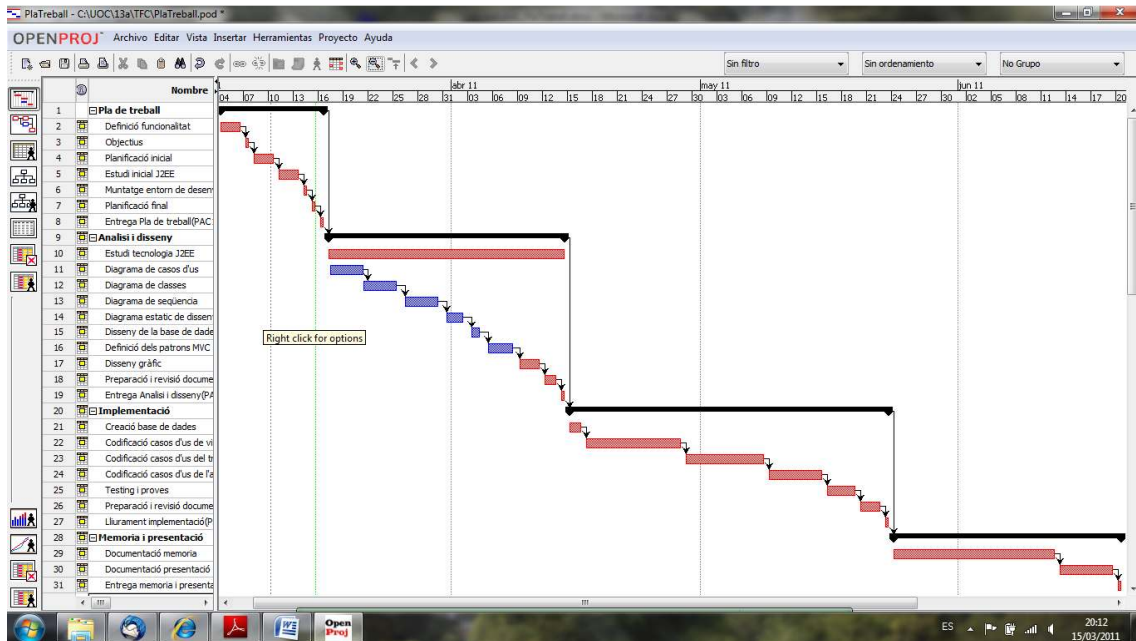 PlaTreball - C:\UOC\13a\TFC\PlaTreball.pod *
OPENPROJ Archivo Editar Vista Insertar Herramientas Proyecto Ayuda
Sin filtro Sin ordenamiento No Grupo
Nombre abr 11 may 11 jun 11
04 07 10 13 16 19 22 25 28 31 03 06 09 12 15 18 21 24 27 30 03 06 09 12 15 18 21 24 27 30 02 05 08 11 14 17 20
1 Pla de treball
2 Definició funcionalitat
3 Objectius
4 Planificació inicial
5 Estudi inicial J2EE
6 Muntatge entorn de desen
7 Planificació final
8 Entrega Pla de treball(PAC
9 Analisi i disseny
10 Estudi tecnologia J2EE
11 Diagrama de casos d'us
12 Diagrama de classes
13 Diagrama de seqüencia
14 Diagrama estatic de dissen
15 Disseny de la base de dade
16 Definició dels patrons MVC
17 Disseny gràfic
18 Preparació i revisió docume
19 Entrega Analisi i disseny(PA
20 Implementació
21 Creació base de dades
22 Codificació casos d'us de vi
23 Codificació casos d'us del tr
24 Codificació casos d'us de l'a
25 Testing i proves
26 Preparació i revisió docume
27 Lliurament implementació(P
28 Memoria i presentació
29 Documentació memoria
30 Documentació presentació
31 Entrega memoria i presenta
Right click for options
Open
Proj
ES
20:12
15/03/2011